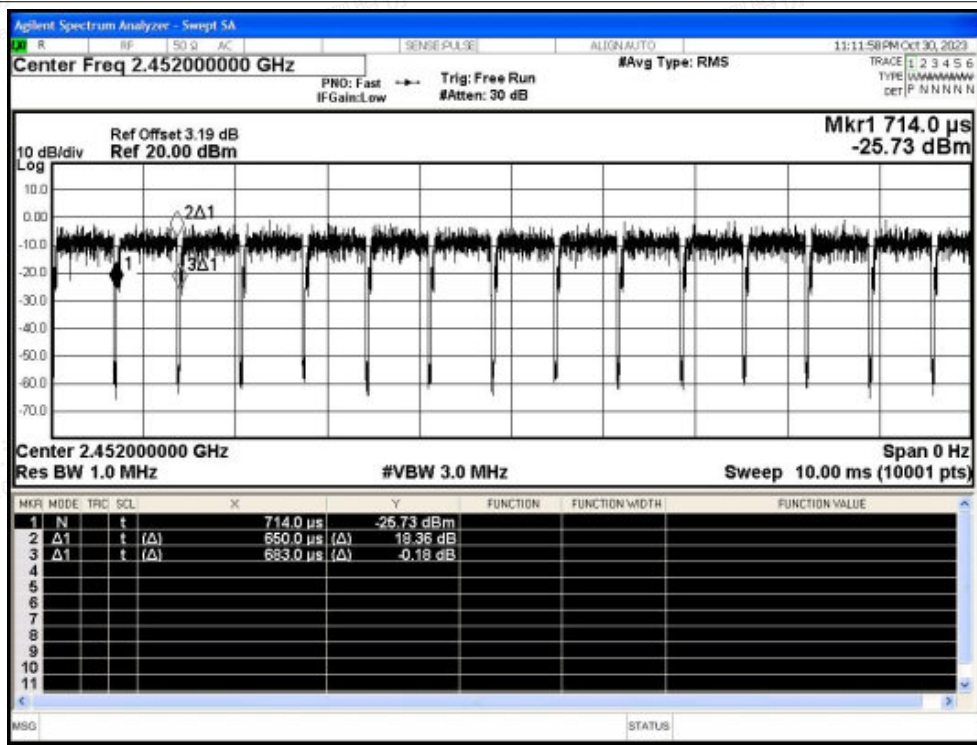 Agilent Spectrum Analyzer - Swept SA
R RF 50 Ω AC SENSE:PULSE ALIGN AUTO 11:11:58 PM Oct 30, 2023
Center Freq 2.452000000 GHz #Avg Type: RMS TRACE 1 2 3 4 5 6
PNO: Fast Trig: Free Run TYPE WWWWWW
IFGain:Low #Atten: 30 dB DET P N N N N N
Mkr1 714.0 µs
Ref Offset 3.19 dB
10 dB/div Ref 20.00 dBm -25.73 dBm
Log
10.0
0.00
2Δ1
-10.0
1
3Δ1
-20.0
-30.0
-40.0
-50.0
-60.0
-70.0
Center 2.452000000 GHz Span 0 Hz
Res BW 1.0 MHz #VBW 3.0 MHz Sweep 10.00 ms (10001 pts)
MKR MODE TRC SCL X Y FUNCTION FUNCTION WIDTH FUNCTION VALUE
1 N t 714.0 µs -25.73 dBm
2 Δ1 t (Δ) 650.0 µs (Δ) 18.36 dB
3 Δ1 t (Δ) 683.0 µs (Δ) -0.18 dB
4
5
6
7
8
9
10
11
MSG STATUS